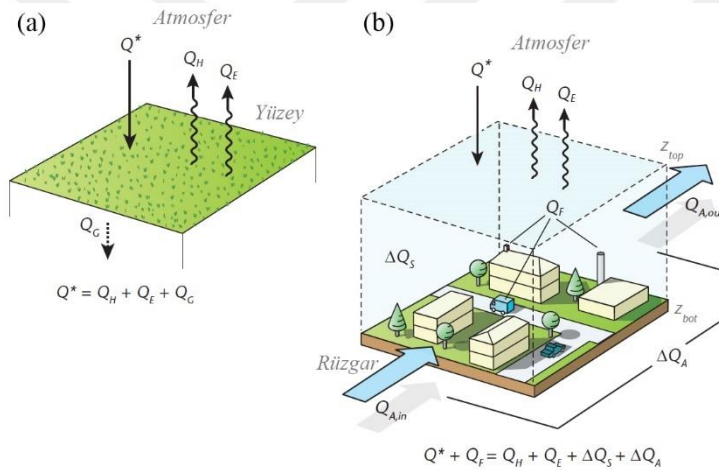 (a)
Atmosfer
Q*
Q_H
Q_E
Yüzey
Q_G
Q* = Q_H + Q_E + Q_G
(b)
Atmosfer
Q*
Q_H
Q_E
z_top
Q_A,ou
Q_F
ΔQ_S
z_bot
Rüzgar
ΔQ_A
Q_A,in
Q* + Q_F = Q_H + Q_E + ΔQ_S + ΔQ_A